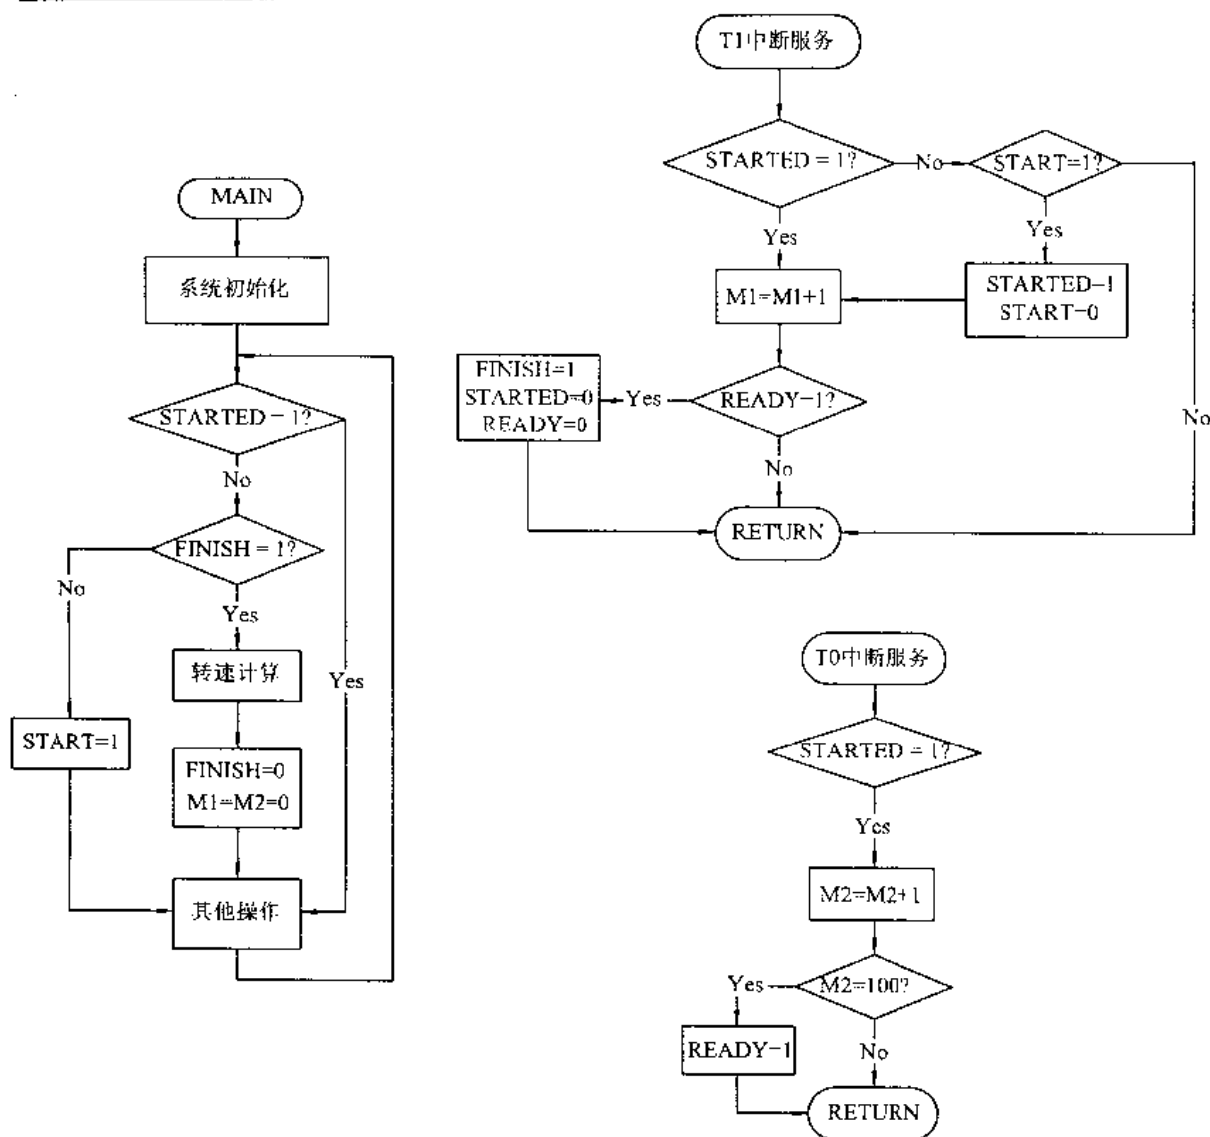 MAIN
系统初始化
STARTED = 1?
No
FINISH = 1?
No
Yes
转速计算
Yes
START=1
FINISH=0
M1=M2=0
其他操作
T1中断服务
STARTED = 1?
No
START=1?
Yes
Yes
M1=M1+1
STARTED=1
START=0
FINISH=1
STARTED=0
READY=0
Yes
READY=1?
No
No
RETURN
T0中断服务
STARTED = 1?
Yes
M2=M2+1
Yes
M2=100?
READY=1
No
RETURN